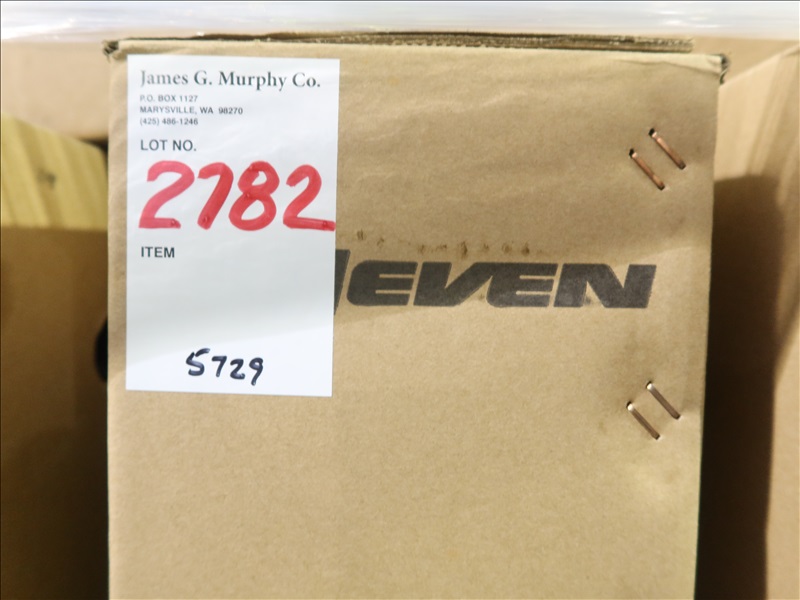 James G. Murphy Co.
P.O. BOX 1127
MARYSVILLE, WA 98270
(425) 486-1246
LOT NO.
2782
ITEM
EVEN
5729